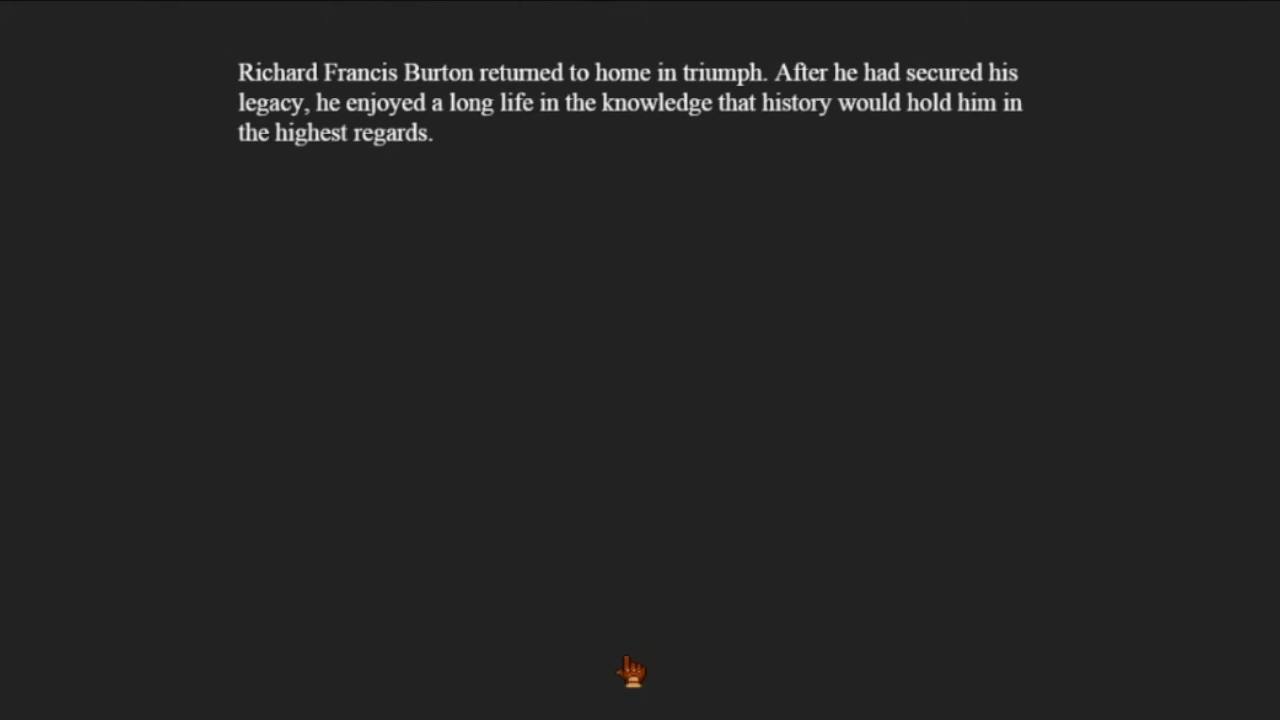 Richard Francis Burton returned to home in triumph. After he had secured his
legacy, he enjoyed a long life in the knowledge that history would hold him in
the highest regards.